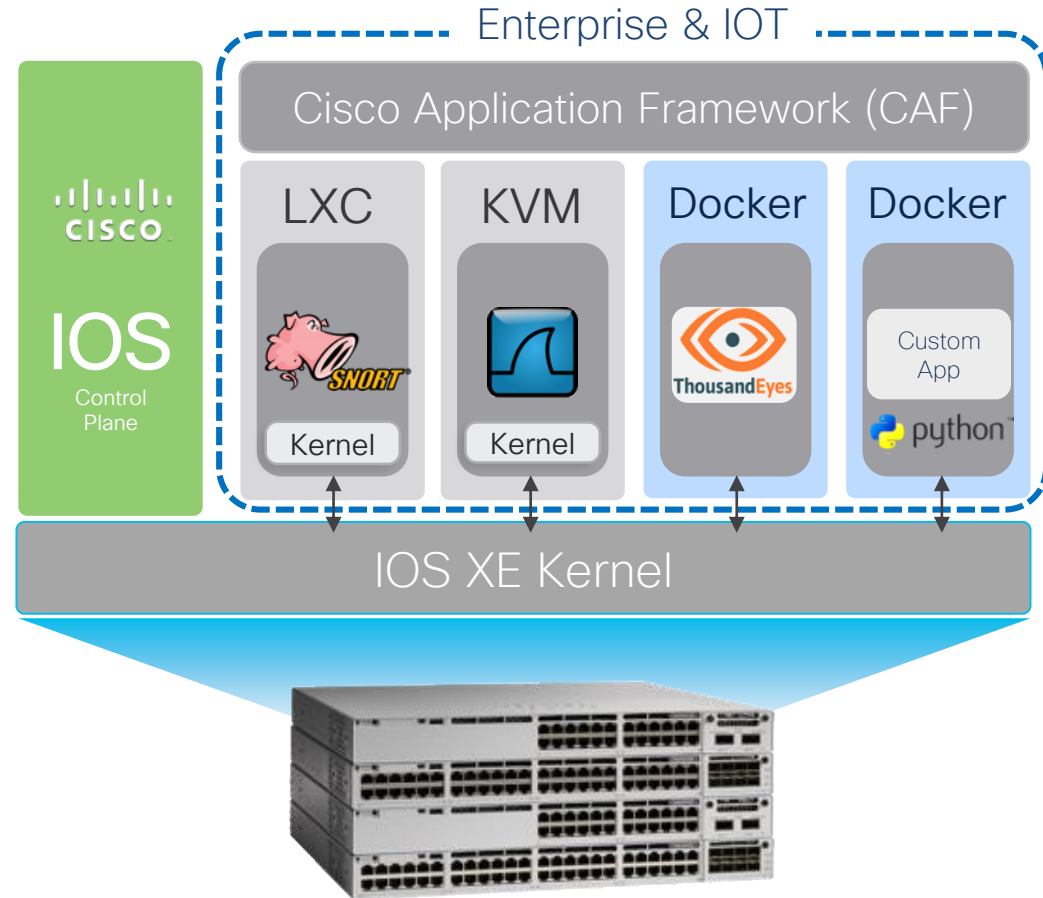 Enterprise & IOT
Cisco Application Framework (CAF)
CISCO
IOS
Control
Plane
LXC
KVM
Docker
Docker
SNORT®
Kernel
Kernel
ThousandEyes
Custom
App
python™
IOS XE Kernel